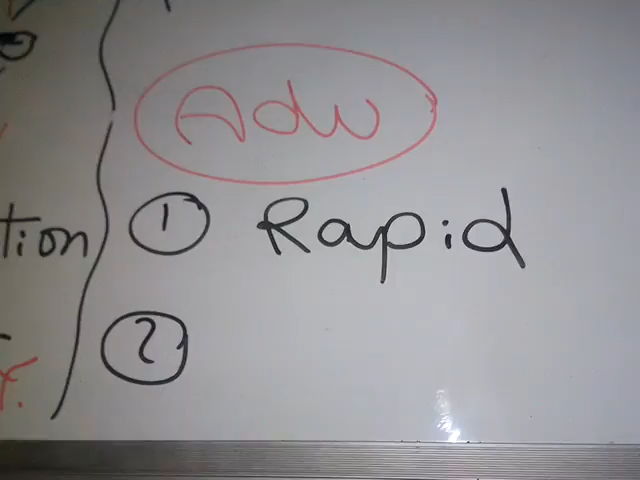 Adv
tion
① Rapid
②